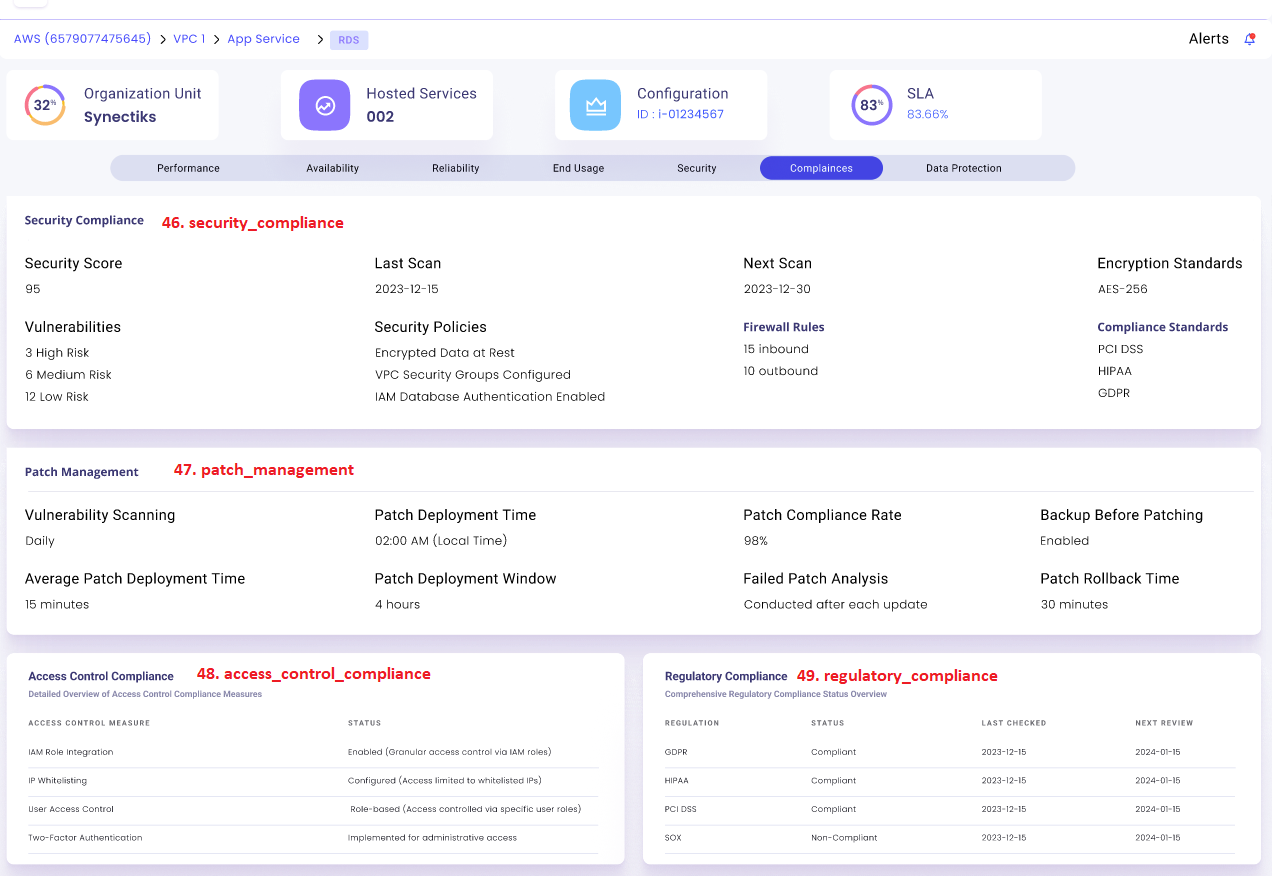 AWS (6579077475645) > VPC 1 > App Service > RDS
Alerts
32%
Organization Unit
Synectiks
Hosted Services
002
Configuration
ID : i-01234567
83%
SLA
83.66%
Performance Availability Reliability End Usage Security Complainces Data Protection
Security Compliance 46. security_compliance
Security Score Last Scan Next Scan Encryption Standards
95 2023-12-15 2023-12-30 AES-256
Vulnerabilities Security Policies Firewall Rules Compliance Standards
3 High Risk Encrypted Data at Rest 15 inbound PCI DSS
6 Medium Risk VPC Security Groups Configured 10 outbound HIPAA
12 Low Risk IAM Database Authentication Enabled GDPR
Patch Management 47. patch_management
Vulnerability Scanning Patch Deployment Time Patch Compliance Rate Backup Before Patching
Daily 02:00 AM (Local Time) 98% Enabled
Average Patch Deployment Time Patch Deployment Window Failed Patch Analysis Patch Rollback Time
15 minutes 4 hours Conducted after each update 30 minutes
Access Control Compliance 48. access_control_compliance
Detailed Overview of Access Control Compliance Measures
ACCESS CONTROL MEASURE STATUS
IAM Role Integration Enabled (Granular access control via IAM roles)
IP Whitelisting Configured (Access limited to whitelisted IPs)
User Access Control Role-based (Access controlled via specific user roles)
Two-Factor Authentication Implemented for administrative access
Regulatory Compliance 49. regulatory_compliance
Comprehensive Regulatory Compliance Status Overview
REGULATION STATUS LAST CHECKED NEXT REVIEW
GDPR Compliant 2023-12-15 2024-01-15
HIPAA Compliant 2023-12-15 2024-01-15
PCI DSS Compliant 2023-12-15 2024-01-15
SOX Non-Compliant 2023-12-15 2024-01-15